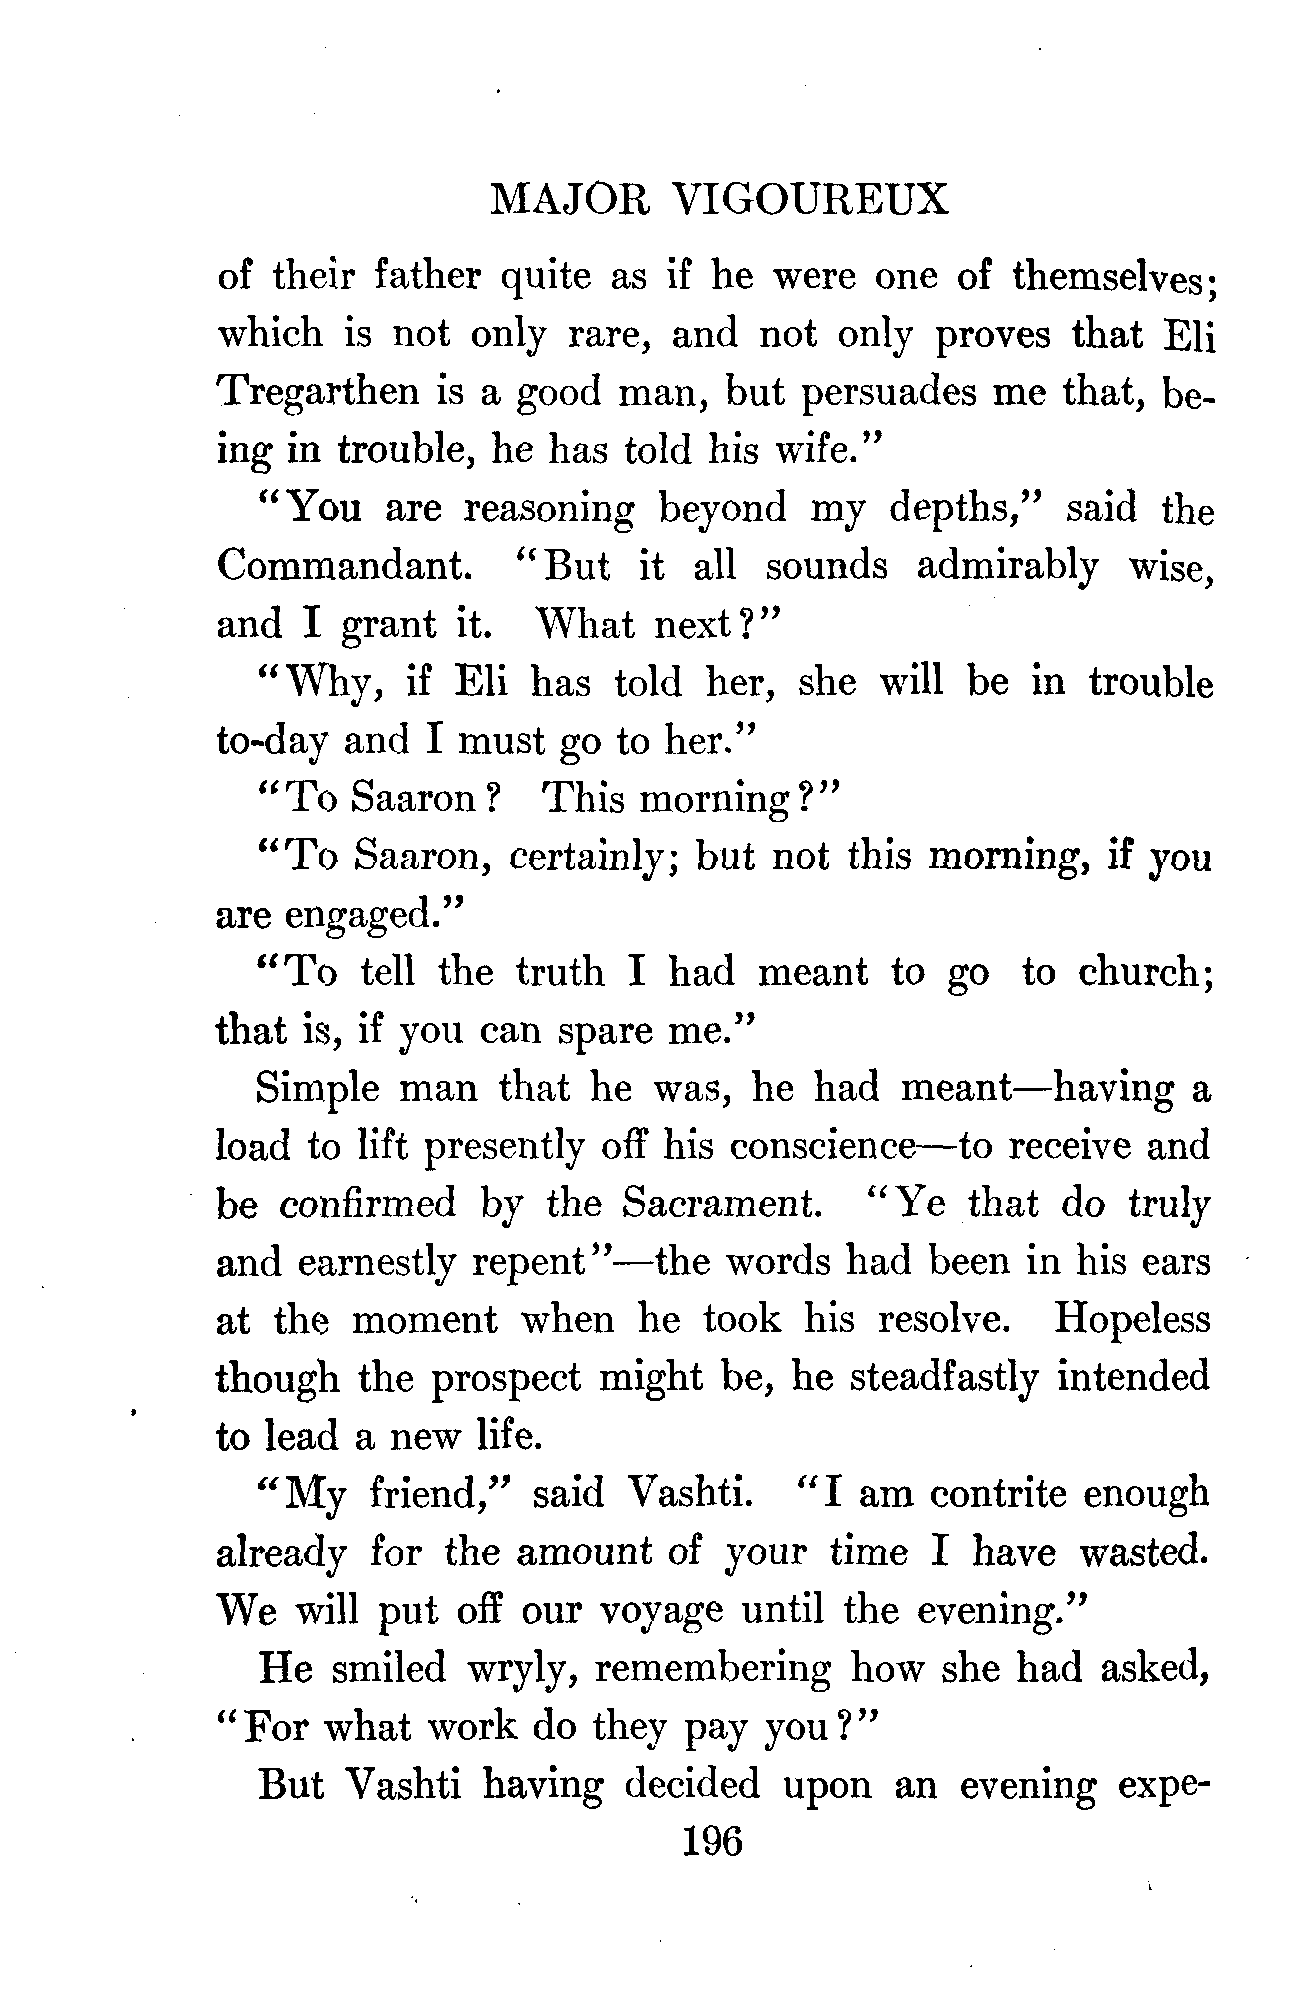 MAJOR VIGOUREUX
of their father quite as if he were one of themselves;
which is not only rare, and not only proves that Eli
Tregarthen is a good man, but persuades me that, be-
ing in trouble, he has told his wife."
"You are reasoning beyond my depths," said the
Commandant. "But it all sounds admirably wise,
and I grant it. What next?"
"Why, if Eli has told her, she will be in trouble
to-day and I must go to her."
"To Saaron? This morning?"
"To Saaron, certainly; but not this morning, if you
are engaged."
"To tell the truth I had meant to go to church;
that is, if you can spare me."
Simple man that he was, he had meant—having a
load to lift presently off his conscience—to receive and
be confirmed by the Sacrament. "Ye that do truly
and earnestly repent"—the words had been in his ears
at the moment when he took his resolve. Hopeless
though the prospect might be, he steadfastly intended
to lead a new life.
"My friend," said Vashti. "I am contrite enough
already for the amount of your time I have wasted.
We will put off our voyage until the evening."
He smiled wryly, remembering how she had asked,
"For what work do they pay you?"
But Vashti having decided upon an evening expe-
196